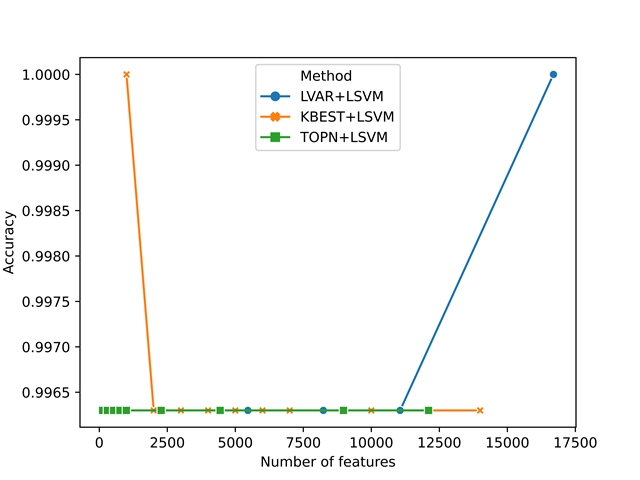 Method
LVAR+LSVM
KBEST+LSVM
TOPN+LSVM
1.0000
0.9995
0.9990
0.9985
0.9980
0.9975
0.9970
0.9965
Accuracy
0 2500 5000 7500 10000 12500 15000 17500
Number of features